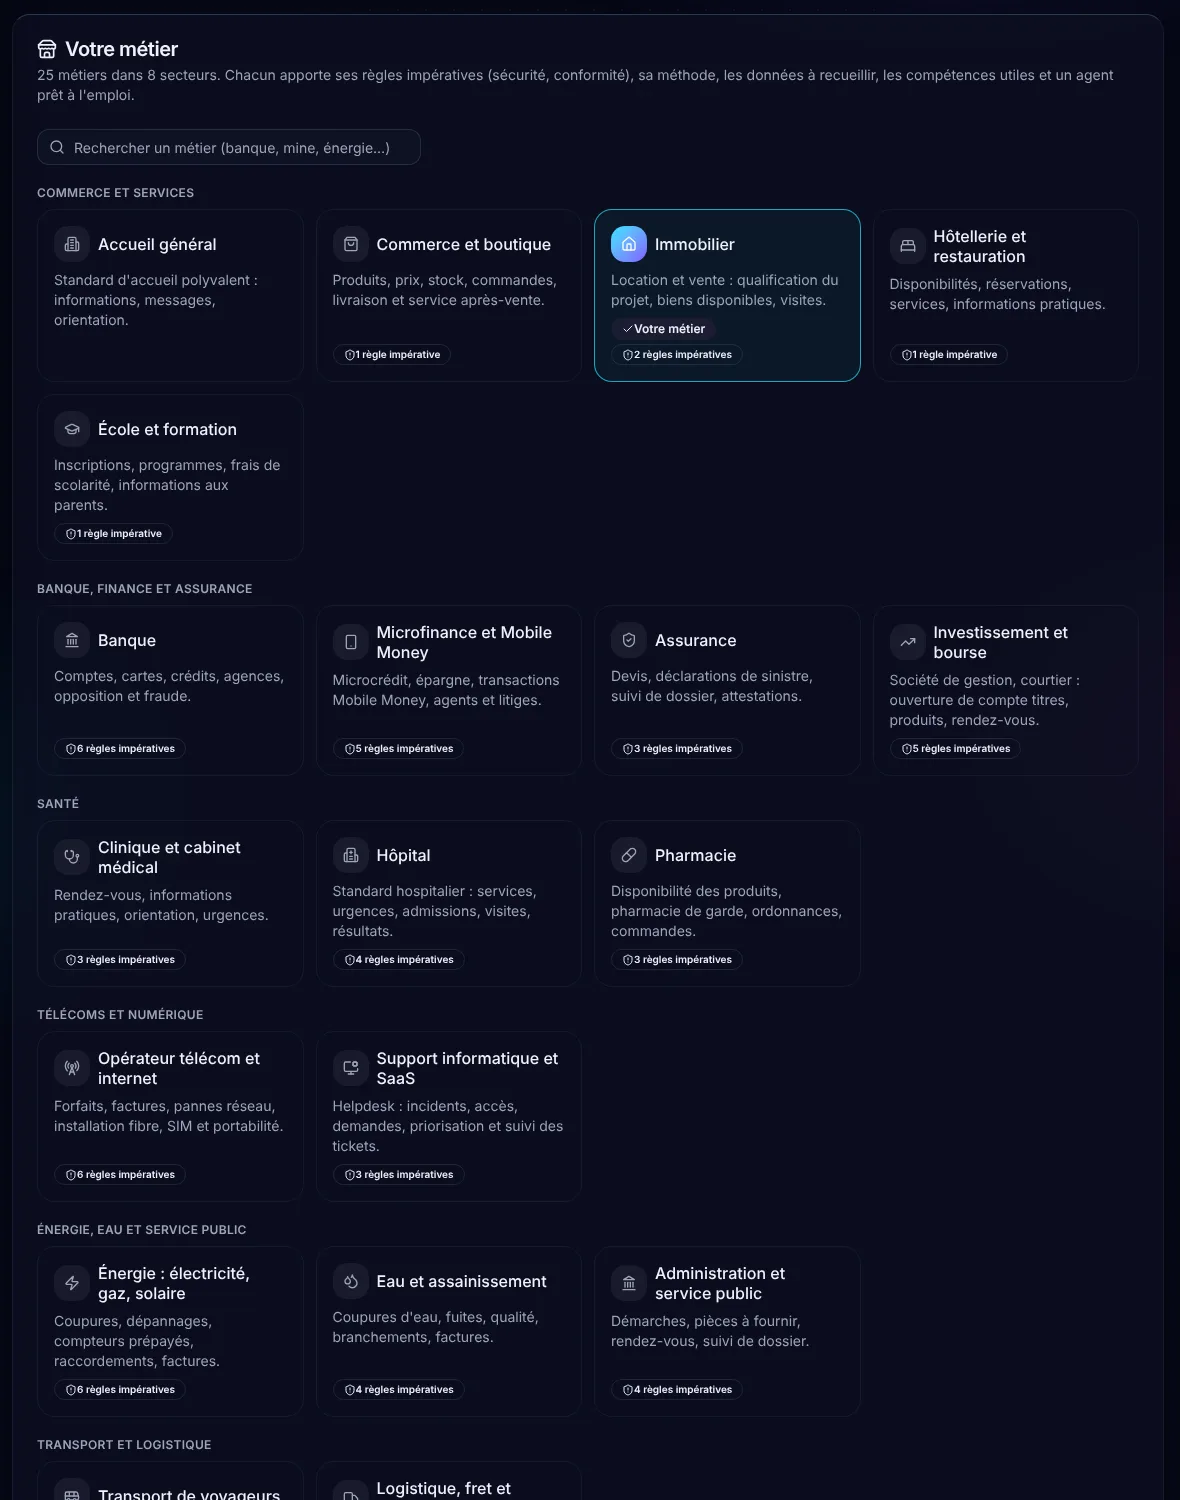 Votre métier
25 métiers dans 8 secteurs. Chacun apporte ses règles impératives (sécurité, conformité), sa méthode, les données à recueillir, les compétences utiles et un agent
prêt à l'emploi.
Rechercher un métier (banque, mine, énergie...)
COMMERCE ET SERVICES
Accueil général
Standard d'accueil polyvalent :
informations, messages,
orientation.
Commerce et boutique
Produits, prix, stock, commandes,
livraison et service après-vente.
1 règle impérative
Immobilier
Location et vente : qualification du
projet, biens disponibles, visites.
Votre métier
2 règles impératives
Hôtellerie et
restauration
Disponibilités, réservations,
services, informations pratiques.
1 règle impérative
École et formation
Inscriptions, programmes, frais de
scolarité, informations aux
parents.
1 règle impérative
BANQUE, FINANCE ET ASSURANCE
Banque
Comptes, cartes, crédits, agences,
opposition et fraude.
6 règles impératives
Microfinance et Mobile
Money
Microcrédit, épargne, transactions
Mobile Money, agents et litiges.
5 règles impératives
Assurance
Devis, déclarations de sinistre,
suivi de dossier, attestations.
3 règles impératives
Investissement et
bourse
Société de gestion, courtier :
ouverture de compte titres,
produits, rendez-vous.
5 règles impératives
SANTÉ
Clinique et cabinet
médical
Rendez-vous, informations
pratiques, orientation, urgences.
3 règles impératives
Hôpital
Standard hospitalier : services,
urgences, admissions, visites,
résultats.
4 règles impératives
Pharmacie
Disponibilité des produits,
pharmacie de garde, ordonnances,
commandes.
3 règles impératives
TÉLÉCOMS ET NUMÉRIQUE
Opérateur télécom et
internet
Forfaits, factures, pannes réseau,
installation fibre, SIM et portabilité.
6 règles impératives
Support informatique et
SaaS
Helpdesk : incidents, accès,
demandes, priorisation et suivi des
tickets.
3 règles impératives
ÉNERGIE, EAU ET SERVICE PUBLIC
Énergie : électricité,
gaz, solaire
Coupures, dépannages,
compteurs prépayés,
raccordements, factures.
6 règles impératives
Eau et assainissement
Coupures d'eau, fuites, qualité,
branchements, factures.
4 règles impératives
Administration et
service public
Démarches, pièces à fournir,
rendez-vous, suivi de dossier.
4 règles impératives
TRANSPORT ET LOGISTIQUE
Transport de voyageurs
Logistique, fret et